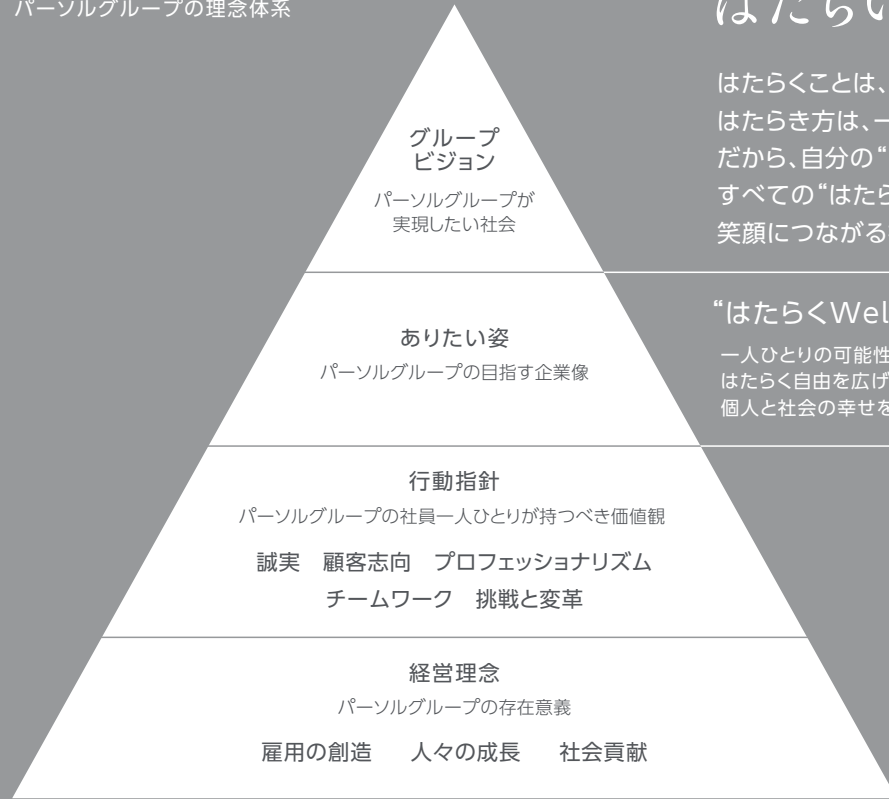 パーソルグループの理念体系
グループ
ビジョン
パーソルグループが
実現したい社会
はたらい
はたらくことは、
はたらき方は、一
だから、自分の“
すべての“はたら
笑顔につながる
ありたい姿
パーソルグループの目指す企業像
“はたらくWel
一人ひとりの可能性
はたらく自由を広げ
個人と社会の幸せを
行動指針
パーソルグループの社員一人ひとりが持つべき価値観
誠実 顧客志向 プロフェッショナリズム
チームワーク 挑戦と変革
経営理念
パーソルグループの存在意義
雇用の創造 人々の成長 社会貢献